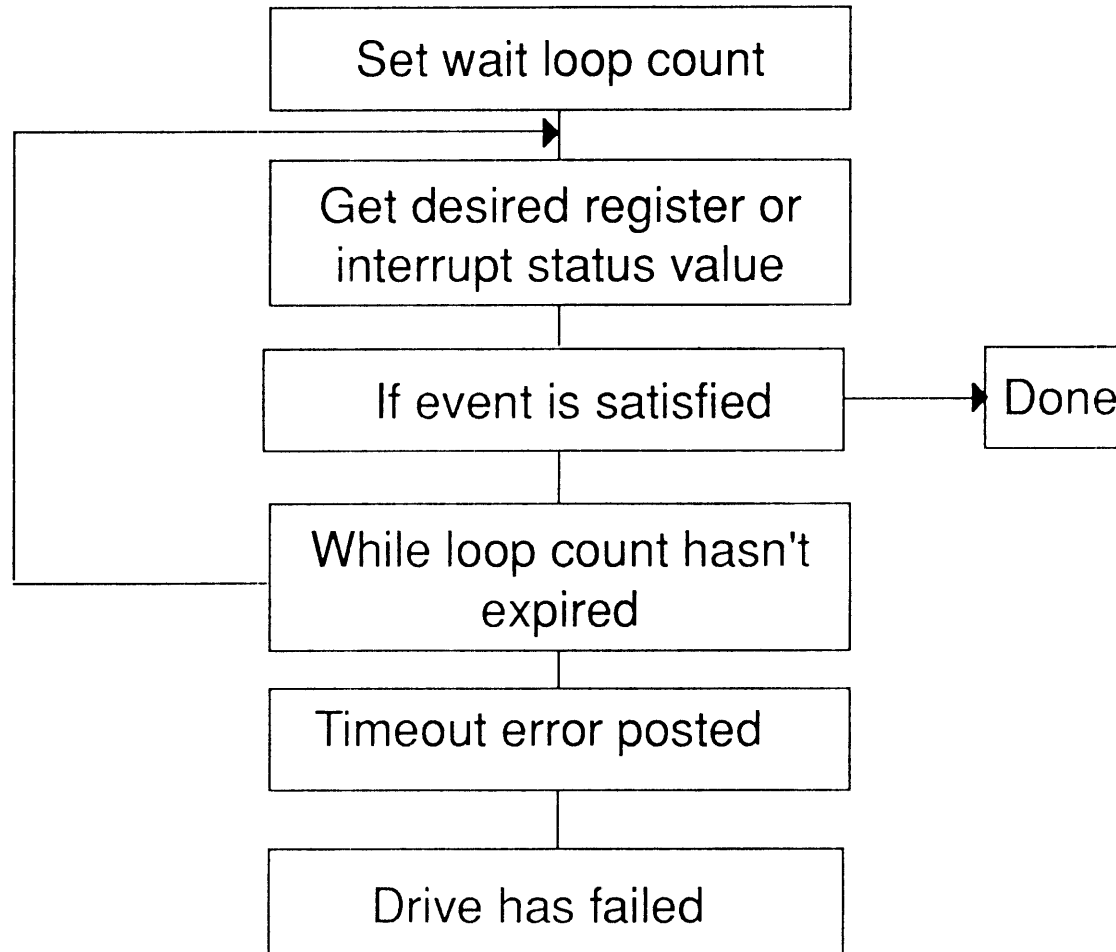 Set wait loop count
Get desired register or
interrupt status value
If event is satisfied
Done
While loop count hasn't
expired
Timeout error posted
Drive has failed